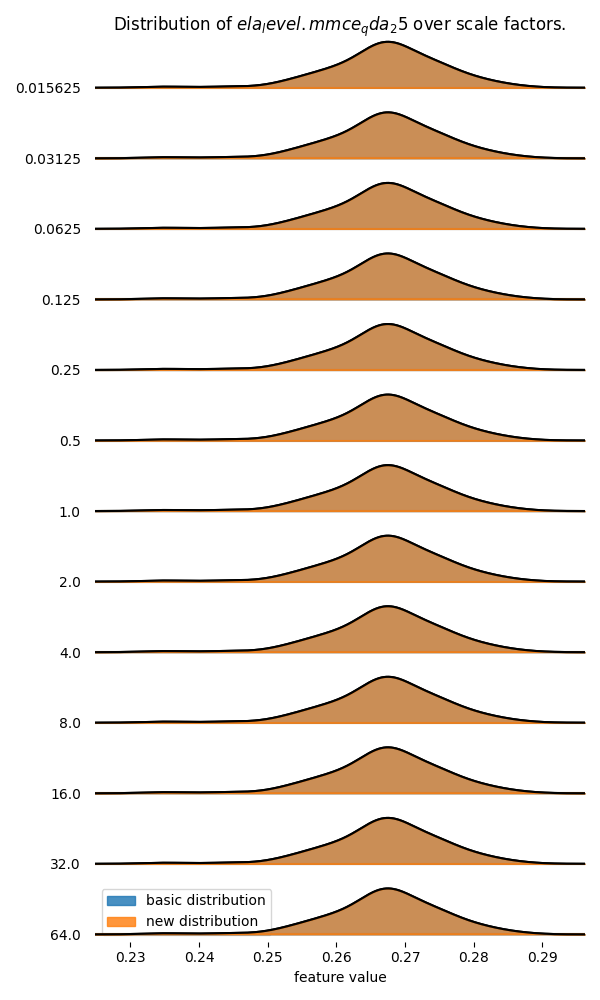 Distribution of ela_level.mmce_qda_25 over scale factors.
0.015625
0.03125
0.0625
0.125
0.25
0.5
1.0
2.0
4.0
8.0
16.0
32.0
basic distribution
new distribution
64.0
0.23 0.24 0.25 0.26 0.27 0.28 0.29
feature value